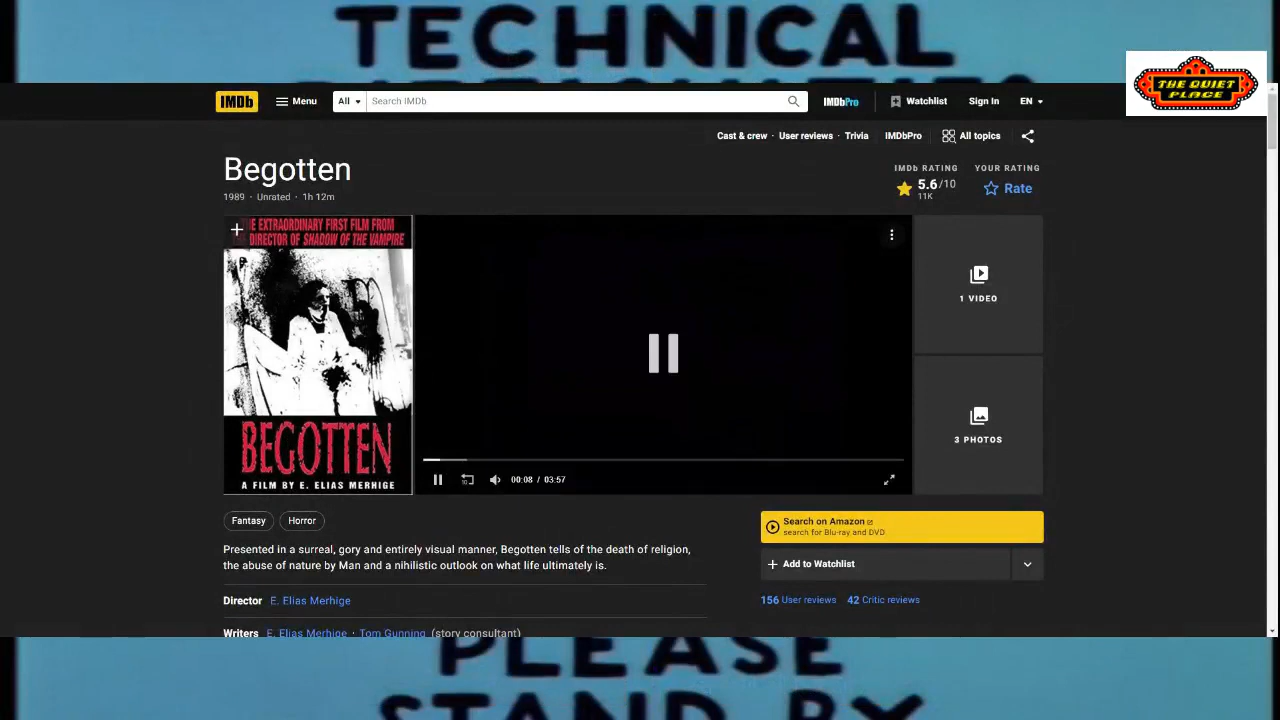 TECHNICAL
THE QUIET
PLACE
IMDb
Menu
All
Search IMDb
IMDbPro
Watchlist
Sign In
EN
Cast & crew · User reviews · Trivia
IMDbPro
All topics
Begotten
1989 · Unrated · 1h 12m
IMDb RATING
5.6/10
11K
YOUR RATING
Rate
EXTRAORDINARY FIRST FILM FROM
DIRECTOR OF SHADOW OF THE VAMPIRE
BEGOTTEN
A FILM BY E. ELIAS MERHIGE
1 VIDEO
3 PHOTOS
10
00:08 / 03:57
Fantasy
Horror
Presented in a surreal, gory and entirely visual manner, Begotten tells of the death of religion,
the abuse of nature by Man and a nihilistic outlook on what life ultimately is.
Search on Amazon
search for Blu-ray and DVD
Add to Watchlist
156 User reviews
42 Critic reviews
Director E. Elias Merhige
Writers E. Elias Merhige · Tom Gunning (story consultant)
PLEASE
STAND BY